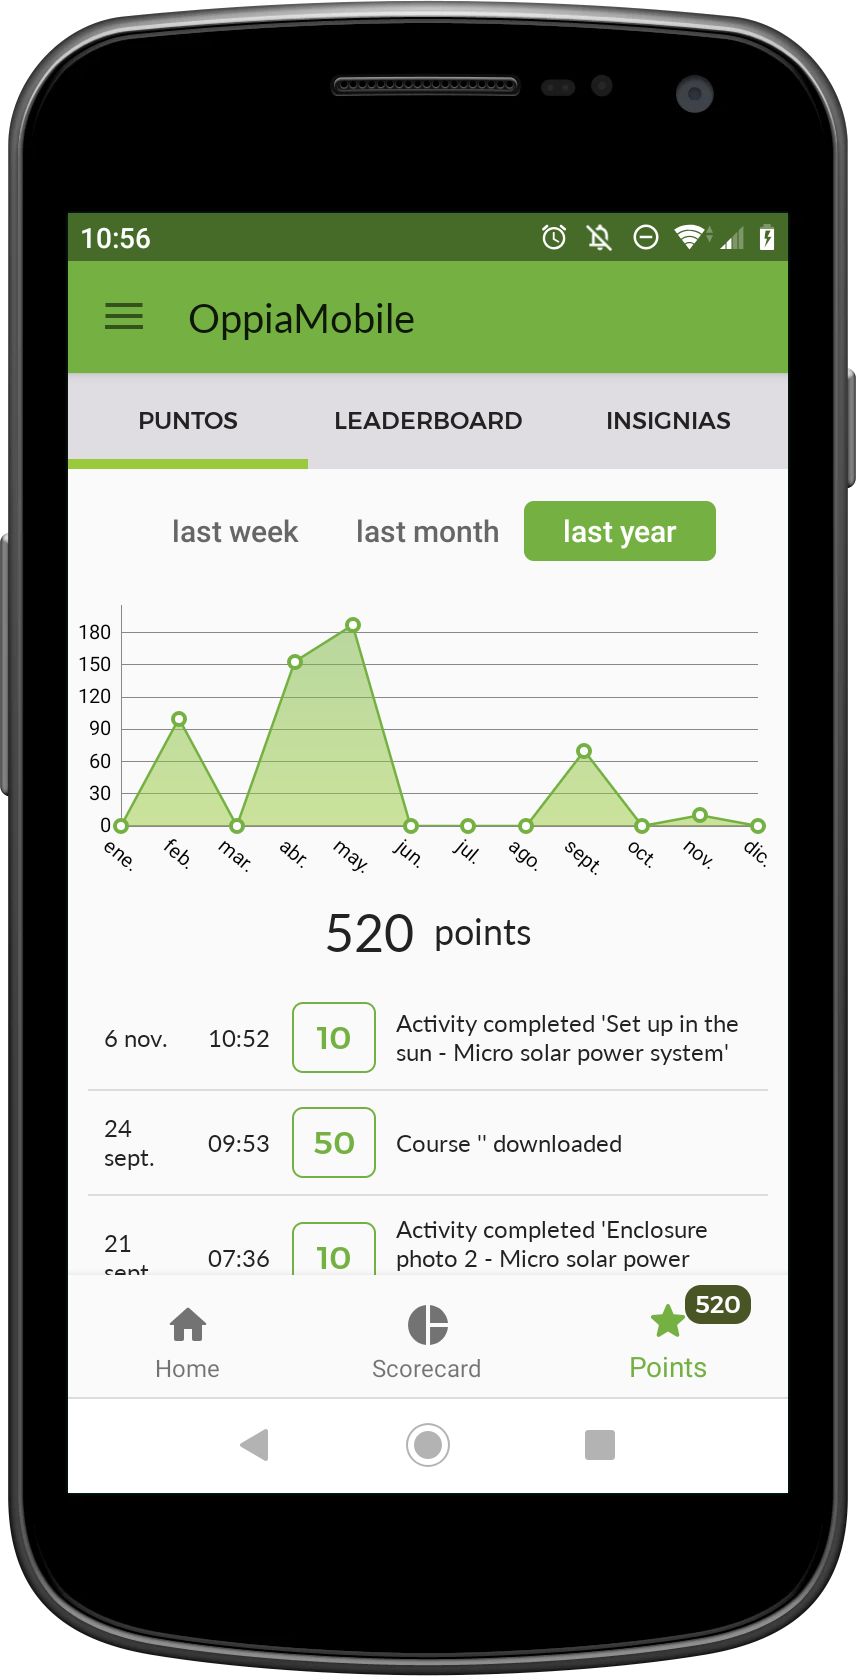 10:56
OppiaMobile
PUNTOS
LEADERBOARD
INSIGNIAS
last week
last month
last year
180
150
120
90
60
30
0
ene.
feb.
mar.
abr.
may.
jun.
jul.
ago.
sept.
oct.
nov.
dic.
520 points
6 nov.
10:52
10
Activity completed 'Set up in the
sun - Micro solar power system'
24
sept.
09:53
50
Course '' downloaded
21
sept
07:36
10
Activity completed 'Enclosure
photo 2 - Micro solar power
520
Home
Scorecard
Points